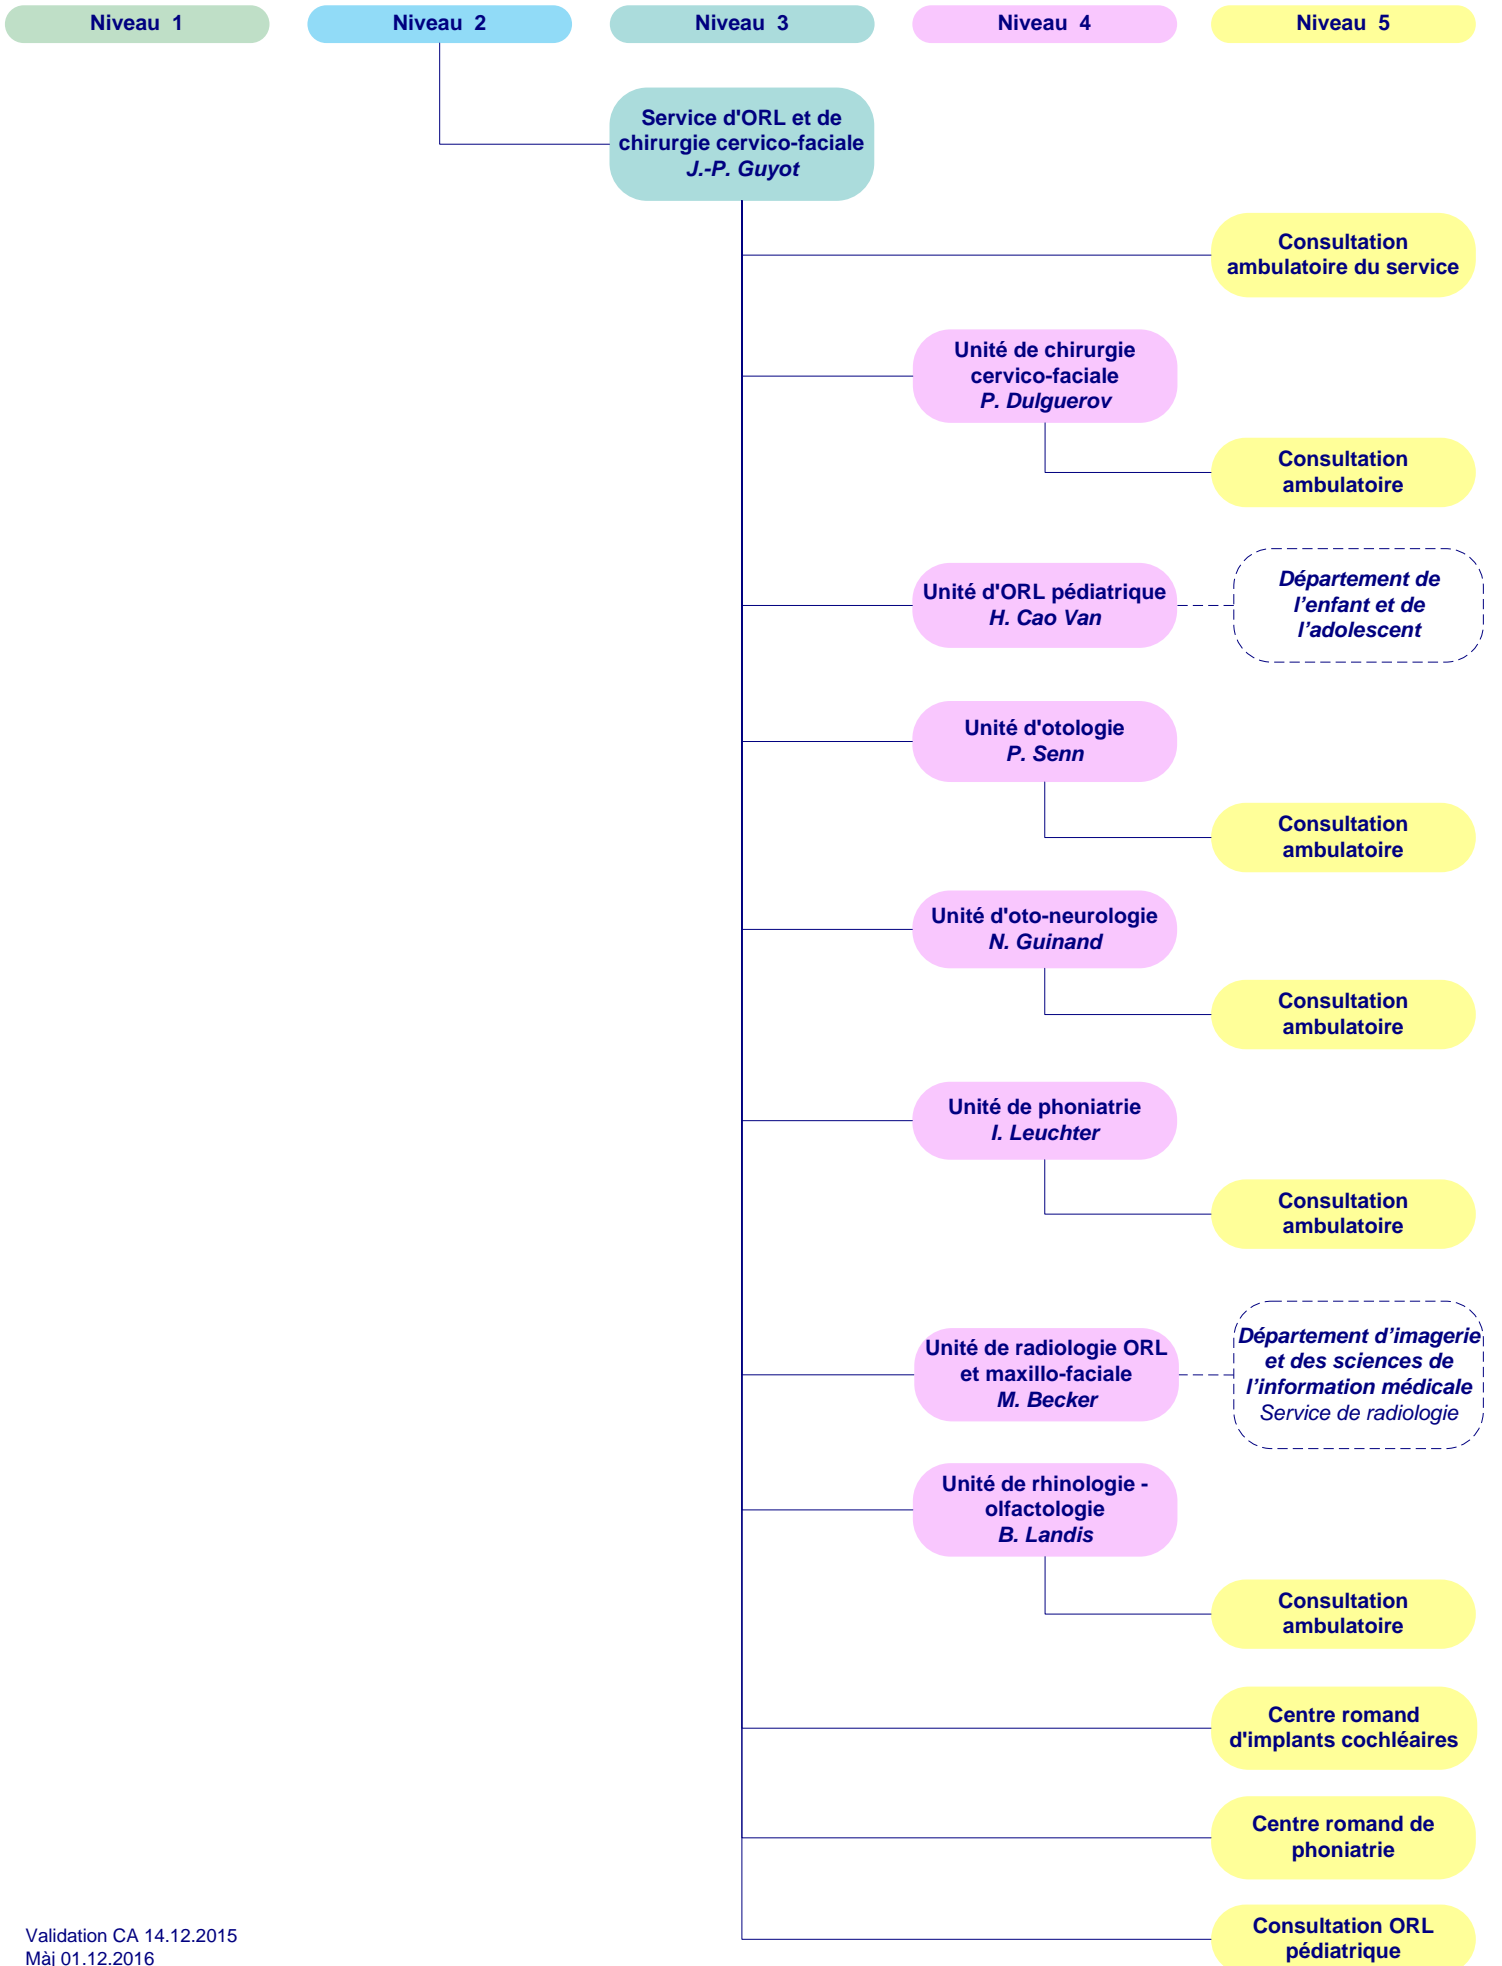 Niveau 1
Niveau 2
Niveau 3
Niveau 4
Niveau 5
Service d'ORL et de
chirurgie cervico-faciale
J.-P. Guyot
Consultation
ambulatoire du service
Unité de chirurgie
cervico-faciale
P. Dulguerov
Consultation
ambulatoire
Unité d'ORL pédiatrique
H. Cao Van
Département de
l’enfant et de
l’adolescent
Unité d'otologie
P. Senn
Consultation
ambulatoire
Unité d'oto-neurologie
N. Guinand
Consultation
ambulatoire
Unité de phoniatrie
I. Leuchter
Consultation
ambulatoire
Unité de radiologie ORL
et maxillo-faciale
M. Becker
Département d’imagerie
et des sciences de
l’information médicale
Service de radiologie
Unité de rhinologie -
olfactologie
B. Landis
Consultation
ambulatoire
Centre romand
d'implants cochléaires
Centre romand de
phoniatrie
Consultation ORL
pédiatrique
Validation CA 14.12.2015
Màj 01.12.2016